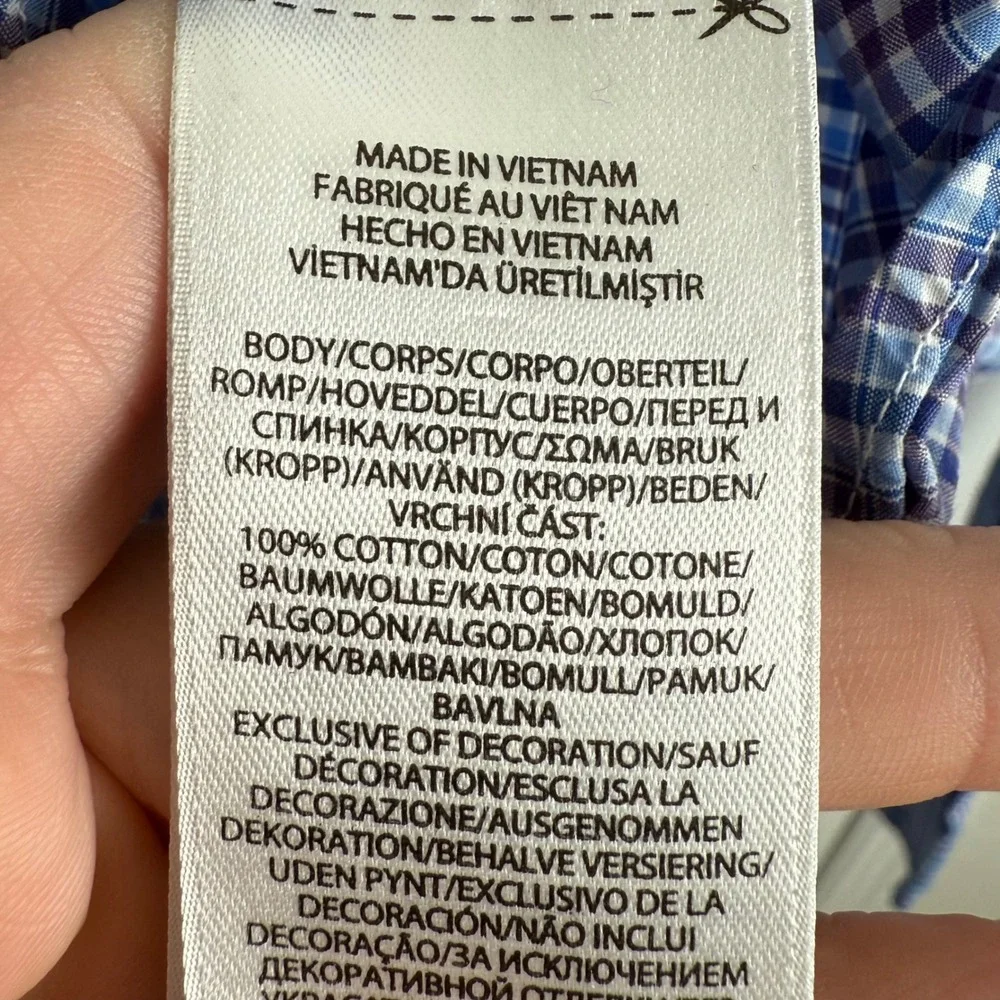 MADE IN VIETNAM
FABRIQUÉ AU VIÊT NAM
HECHO EN VIETNAM
VİETNAM'DA ÜRETİLMİŞTİR
BODY/CORPS/CORPO/OBERTEIL/
ROMP/HOVEDDEL/CUERPO/ПЕРЕД И
СПИНКА/КОРПУС/ΣΩΜΑ/BRUK
(KROPP)/ANVÄND (KROPP)/BEDEN/
VRCHNÍ ČÁST:
100% COTTON/COTON/COTONE/
BAUMWOLLE/KATOEN/BOMULD/
ALGODÓN/ALGODÃO/ХЛОПОК/
ПАМУК/ΒΑΜΒΑΚΙ/BOMULL/PAMUK/
BAVLNA
EXCLUSIVE OF DECORATION/SAUF
DÉCORATION/ESCLUSA LA
DECORAZIONE/AUSGENOMMEN
DEKORATION/BEHALVE VERSIERING/
UDEN PYNT/EXCLUSIVO DE LA
DECORACIÓN/NÃO INCLUI
DECORAÇÃO/ЗА ИСКЛЮЧЕНИЕМ
ДЕКОРАТИВНОЙ